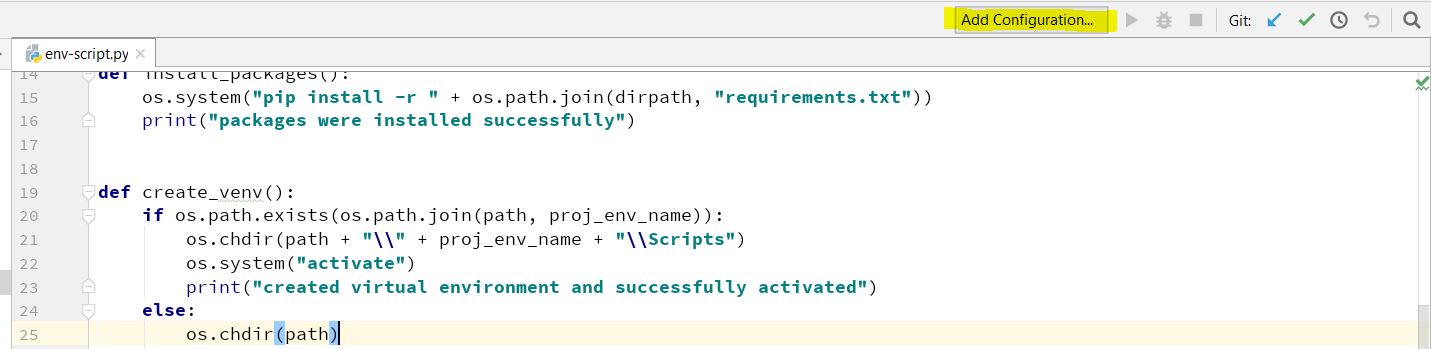 Add Configuration... Git:
env-script.py
14 def install_packages():
15     os.system("pip install -r " + os.path.join(dirpath, "requirements.txt"))
16     print("packages were installed successfully")
17
18
19 def create_venv():
20     if os.path.exists(os.path.join(path, proj_env_name)):
21         os.chdir(path + "\\" + proj_env_name + "\\Scripts")
22         os.system("activate")
23         print("created virtual environment and successfully activated")
24     else:
25         os.chdir(path)